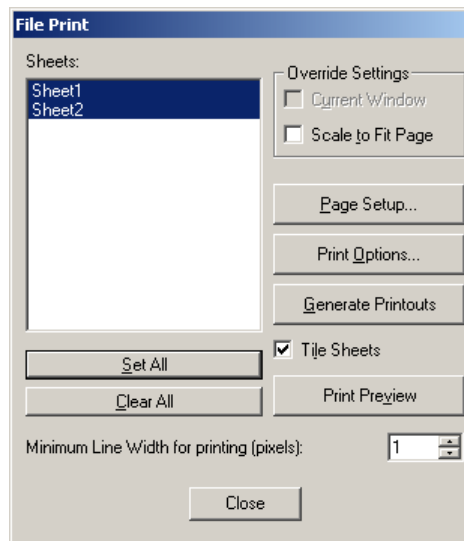 File Print
Sheets:
Sheet1
Sheet2
Override Settings
Current Window
Scale to Fit Page
Page Setup...
Print Options...
Generate Printouts
Tile Sheets
Set All
Clear All
Print Preview
Minimum Line Width for printing (pixels):
1
Close